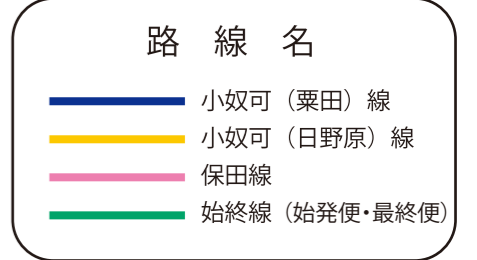 路 線 名
小奴可（粟田）線
小奴可（日野原）線
保田線
始終線（始発便・最終便）